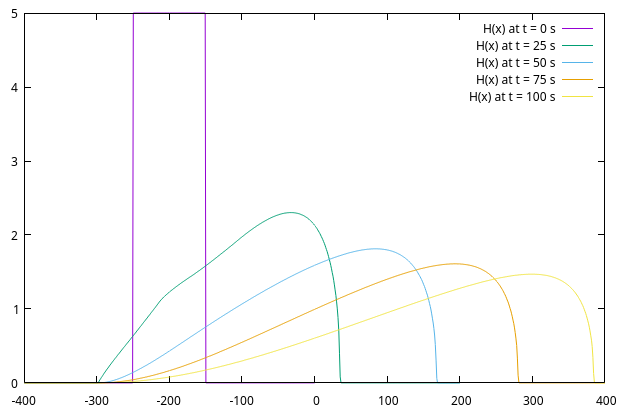 5
4
3
2
1
0
-400 -300 -200 -100 0 100 200 300 400
H(x) at t = 0 s
H(x) at t = 25 s
H(x) at t = 50 s
H(x) at t = 75 s
H(x) at t = 100 s